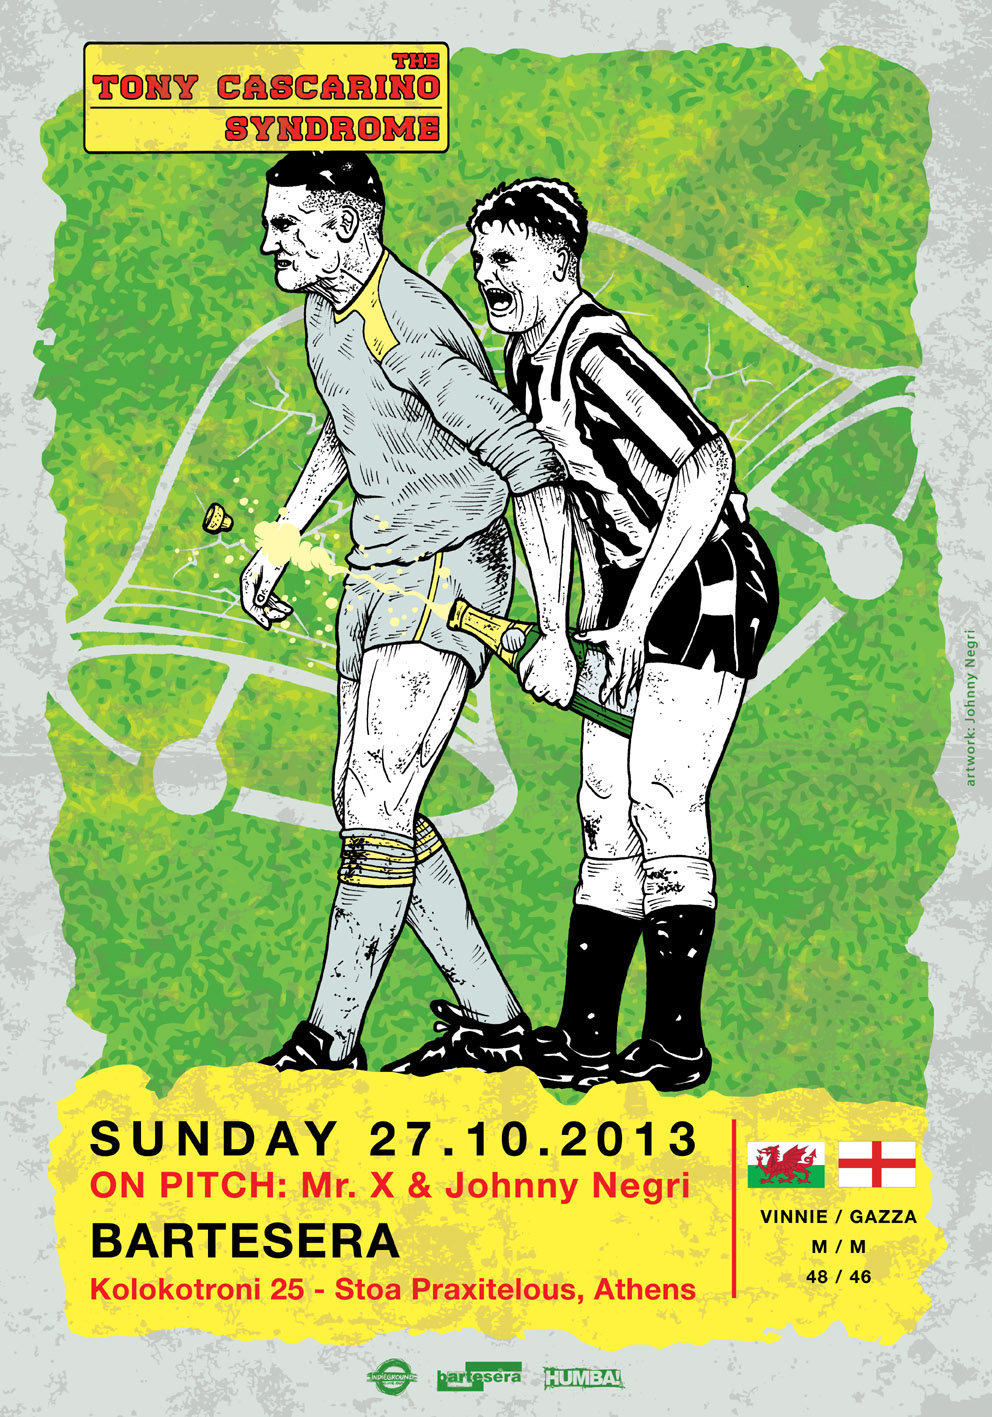 THE
TONY CASCARINO
SYNDROME
artwork: Johnny Negri
SUNDAY 27.10.2013
ON PITCH: Mr. X & Johnny Negri
BARTESERA
Kolokotroni 25 - Stoa Praxitelous, Athens
VINNIE / GAZZA
M / M
48 / 46
INDIEGROUND
bartesera
HUMBA!